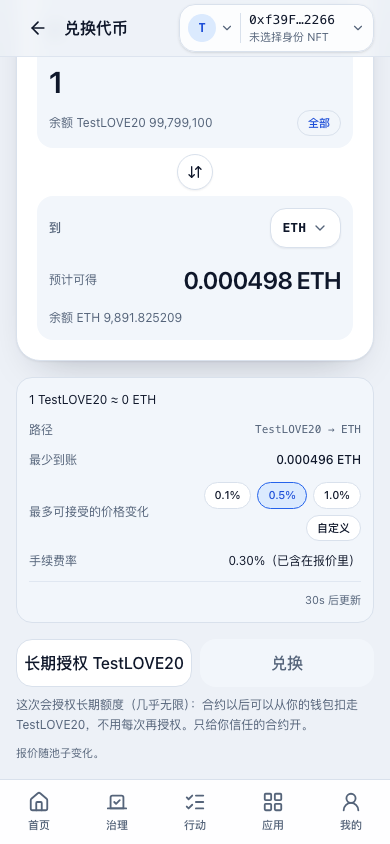 兑换代币
T
0xf39F…2266
未选择身份 NFT
1
余额 TestLOVE20 99,799,100
全部
到
ETH
预计可得
0.000498 ETH
余额 ETH 9,891.825209
1 TestLOVE20 ≈ 0 ETH
路径
TestLOVE20 → ETH
最少到账
0.000496 ETH
0.1%
0.5%
1.0%
最多可接受的价格变化
自定义
手续费率
0.30%（已含在报价里）
30s 后更新
长期授权 TestLOVE20
兑换
这次会授权长期额度（几乎无限）：合约以后可以从你的钱包扣走
TestLOVE20，不用每次再授权。只给你信任的合约开。
报价随池子变化。
首页
治理
行动
应用
我的